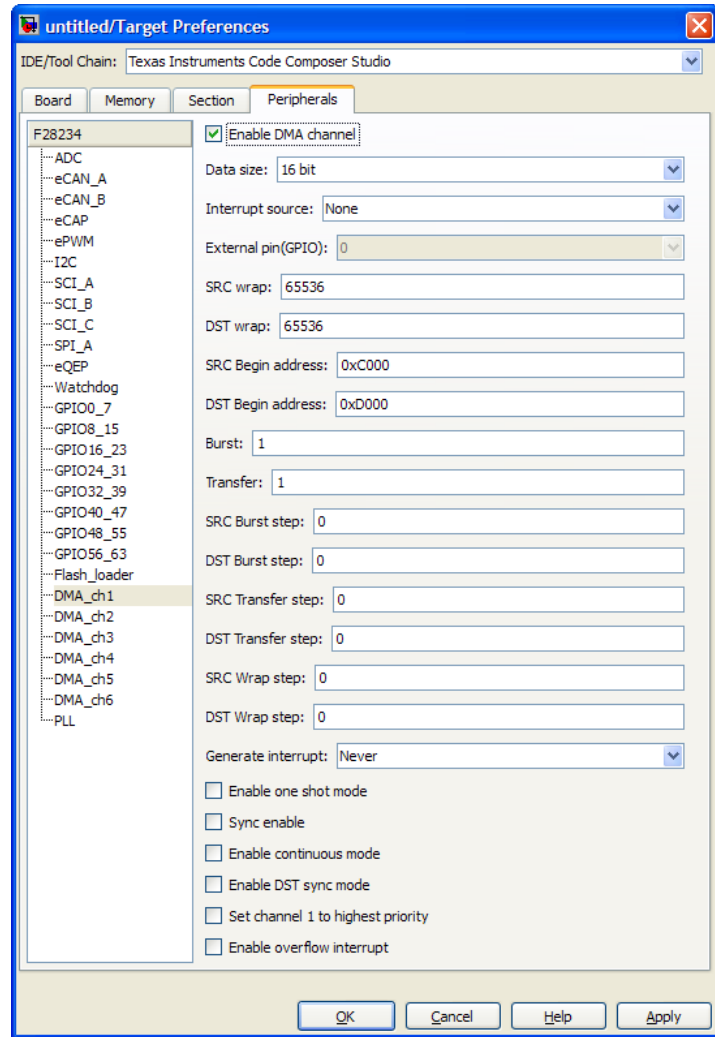 untitled/Target Preferences
IDE/Tool Chain: Texas Instruments Code Composer Studio
Board Memory Section Peripherals
F28234
ADC
eCAN_A
eCAN_B
eCAP
ePWM
I2C
SCI_A
SCI_B
SCI_C
SPI_A
eQEP
Watchdog
GPIO0_7
GPIO8_15
GPIO16_23
GPIO24_31
GPIO32_39
GPIO40_47
GPIO48_55
GPIO56_63
Flash_loader
DMA_ch1
DMA_ch2
DMA_ch3
DMA_ch4
DMA_ch5
DMA_ch6
PLL
Enable DMA channel
Data size: 16 bit
Interrupt source: None
External pin(GPIO): 0
SRC wrap: 65536
DST wrap: 65536
SRC Begin address: 0xC000
DST Begin address: 0xD000
Burst: 1
Transfer: 1
SRC Burst step: 0
DST Burst step: 0
SRC Transfer step: 0
DST Transfer step: 0
SRC Wrap step: 0
DST Wrap step: 0
Generate interrupt: Never
Enable one shot mode
Sync enable
Enable continuous mode
Enable DST sync mode
Set channel 1 to highest priority
Enable overflow interrupt
OK Cancel Help Apply